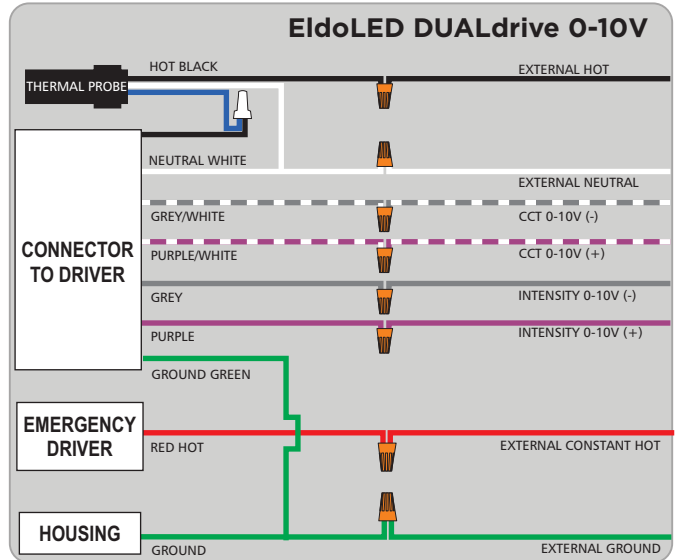 EldoLED DUALdrive 0-10V
HOT BLACK
EXTERNAL HOT
THERMAL PROBE
NEUTRAL WHITE
EXTERNAL NEUTRAL
GREY/WHITE
CCT 0-10V (-)
CONNECTOR
TO DRIVER
PURPLE/WHITE
CCT 0-10V (+)
GREY
INTENSITY 0-10V (-)
PURPLE
INTENSITY 0-10V (+)
GROUND GREEN
EMERGENCY
DRIVER
RED HOT
EXTERNAL CONSTANT HOT
HOUSING
GROUND
EXTERNAL GROUND